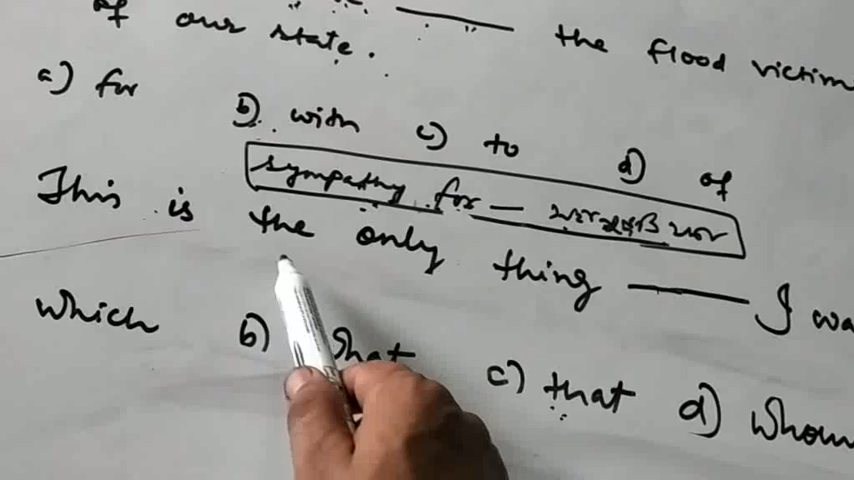 of our state. the flood victim
a) for b) with c) to d) of
sympathy for —
This is the only thing ——— I wa
which b) what c) that d) whom